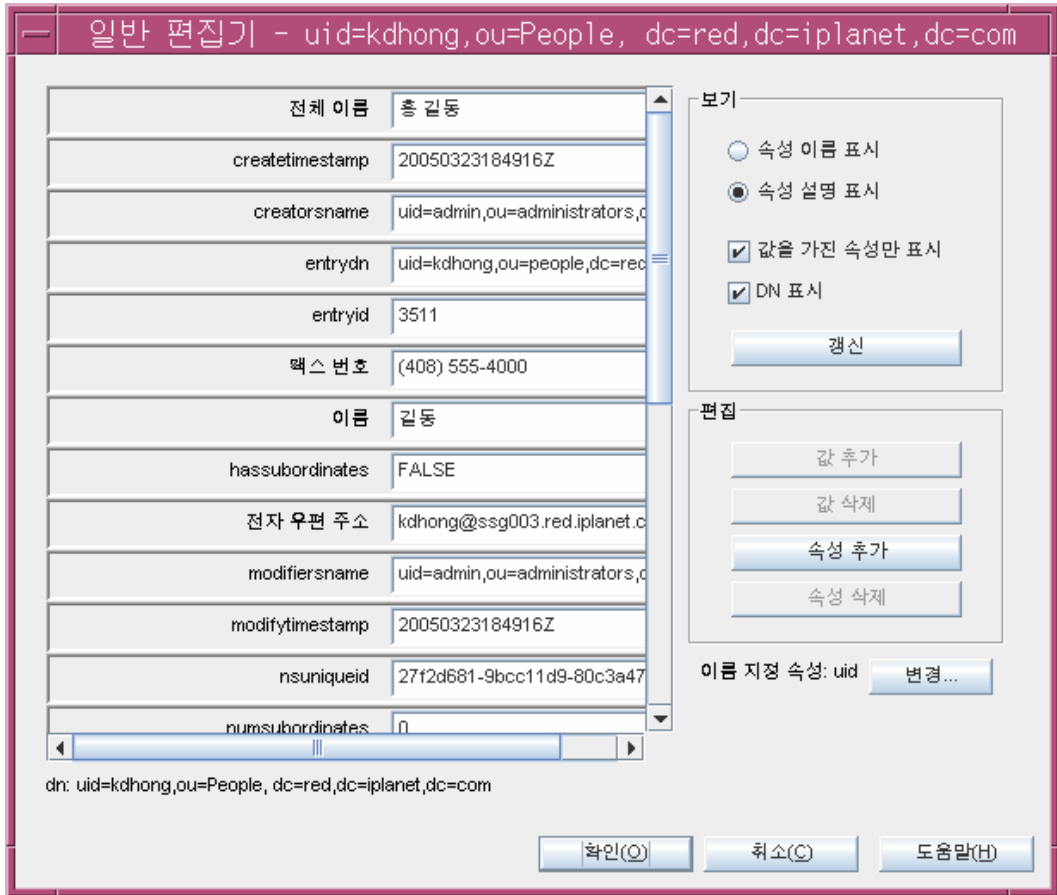 일반 편집기 - uid=kdhong,ou=People, dc=red,dc=iplanet,dc=com
전체 이름 홍 길동
createtimestamp 20050323184916Z
creatorsname uid=admin,ou=administrators,c
entrydn uid=kdhong,ou=people,dc=rec
entryid 3511
팩스 번호 (408) 555-4000
이름 길동
hassubordinates FALSE
전자 우편 주소 kdhong@ssg003.red.iplanet.c
modifiersname uid=admin,ou=administrators,c
modifytimestamp 20050323184916Z
nsuniqueid 27f2d681-9bcc11d9-80c3a47
numsubordinates 0
dn: uid=kdhong,ou=People, dc=red,dc=iplanet,dc=com
보기
속성 이름 표시
속성 설명 표시
값을 가진 속성만 표시
DN 표시
갱신
편집
값 추가
값 삭제
속성 추가
속성 삭제
이름 지정 속성: uid 변경...
확인(O) 취소(C) 도움말(H)